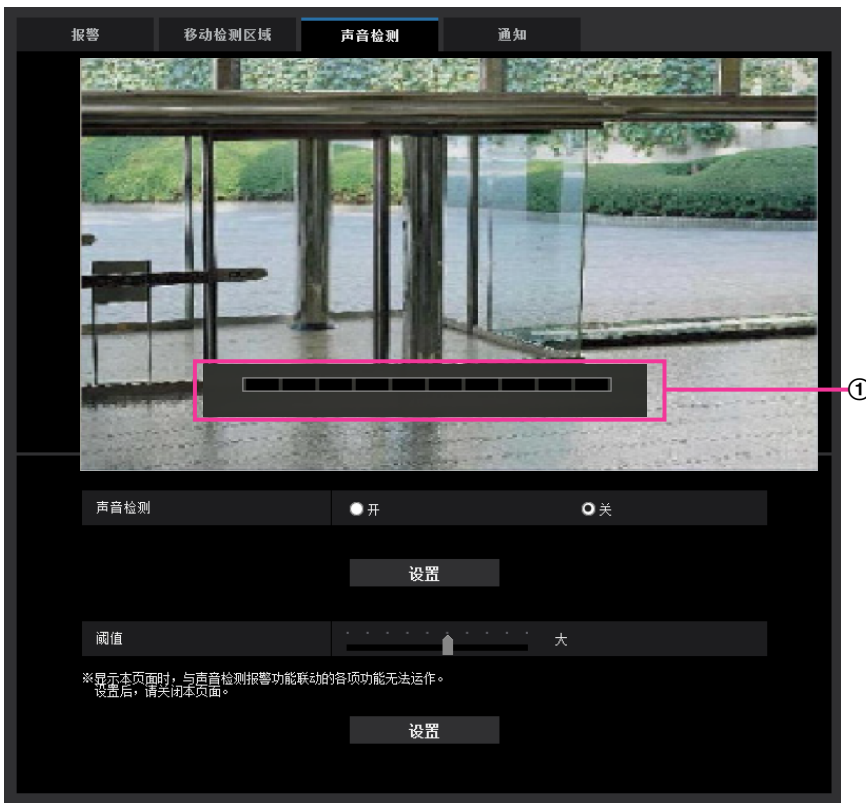 报警 移动检测区域 声音检测 通知
①
声音检测 开 关
设置
阈值 大
※显示本页面时，与声音检测报警功能联动的各项功能无法运作。
设置后，请关闭本页面。
设置